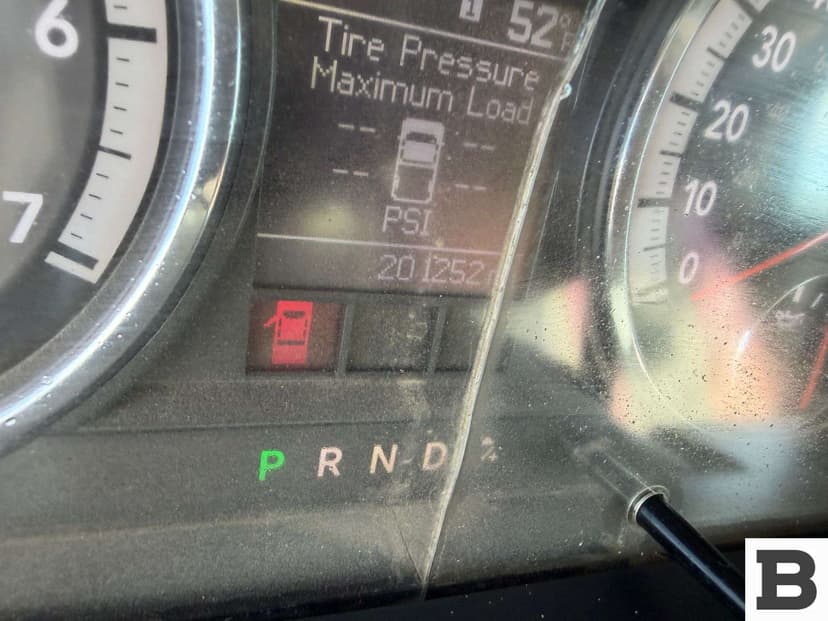 52°F
Tire Pressure
Maximum Load
-- --
-- --
PSI
201252
6
7
30
20
10
0
P R N D
B